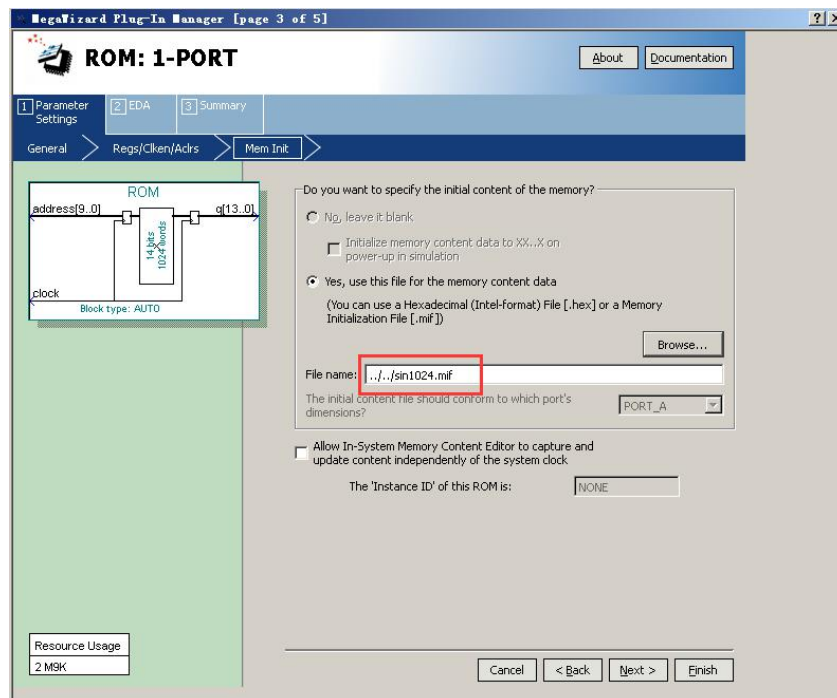 MegaWizard Plug-In Manager [page 3 of 5]
ROM: 1-PORT
About
Documentation
1 Parameter Settings
2 EDA
3 Summary
General
Regs/Clken/Aclrs
Mem Init
ROM
address[9..0]
q[13..0]
14 bits
1024 words
clock
Block type: AUTO
Do you want to specify the initial content of the memory?
No, leave it blank
Initialize memory content data to XX..X on
power-up in simulation
Yes, use this file for the memory content data
(You can use a Hexadecimal (Intel-format) File [.hex] or a Memory
Initialization File [.mif])
Browse...
File name: ../../sin1024.mif
The initial content file should conform to which port's
dimensions?
PORT_A
Allow In-System Memory Content Editor to capture and
update content independently of the system clock
The 'Instance ID' of this ROM is:
NONE
Resource Usage
2 M9K
Cancel
< Back
Next >
Finish